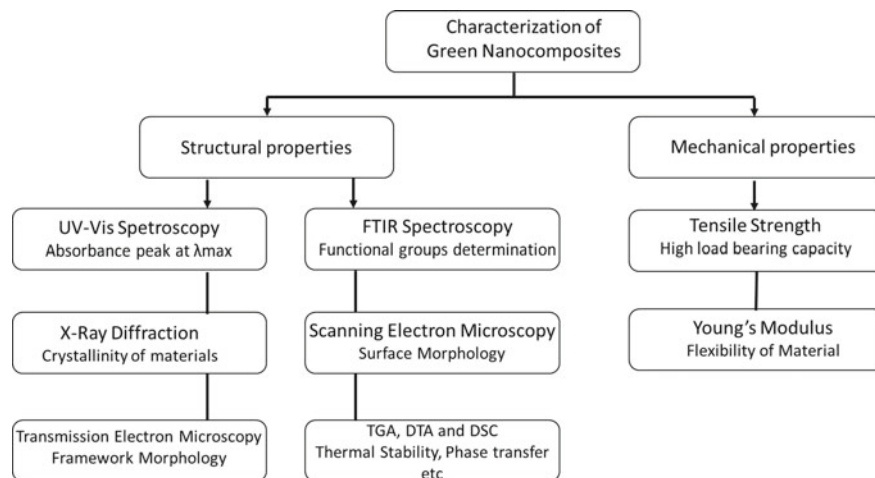 Characterization of
Green Nanocomposites
Structural properties
Mechanical properties
UV-Vis Spetroscopy
Absorbance peak at λmax
FTIR Spectroscopy
Functional groups determination
Tensile Strength
High load bearing capacity
X-Ray Diffraction
Crystallinity of materials
Scanning Electron Microscopy
Surface Morphology
Young's Modulus
Flexibility of Material
Transmission Electron Microscopy
Framework Morphology
TGA, DTA and DSC
Thermal Stability, Phase transfer
etc